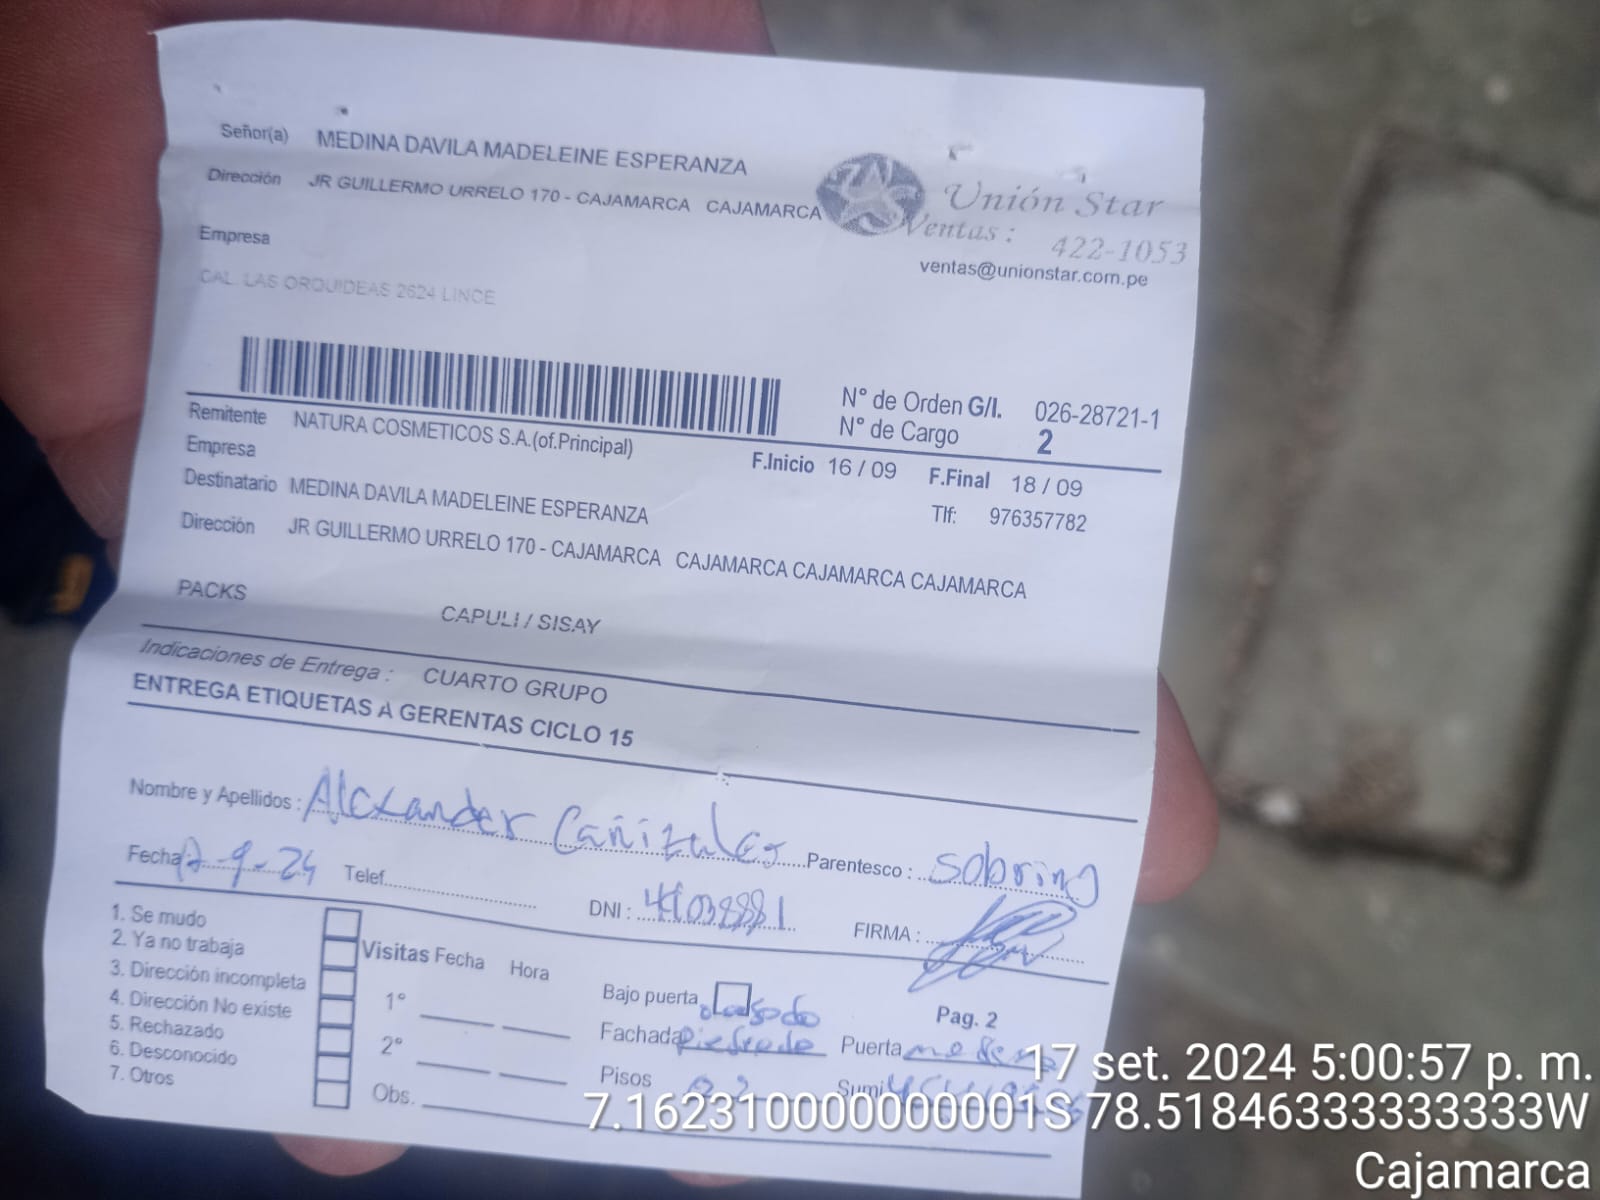 Señor(a) MEDINA DAVILA MADELEINE ESPERANZA
Dirección JR GUILLERMO URRELO 170 - CAJAMARCA CAJAMARCA
Unión Star
Ventas: 422-1053
ventas@unionstar.com.pe
Empresa
CAL. LAS ORQUIDEAS 2624 LINCE
N° de Orden G/I. 026-28721-1
N° de Cargo 2
Remitente NATURA COSMETICOS S.A.(of.Principal)
Empresa
F.Inicio 16 / 09 F.Final 18 / 09
Destinatario MEDINA DAVILA MADELEINE ESPERANZA
Tlf: 976357782
Dirección JR GUILLERMO URRELO 170 - CAJAMARCA CAJAMARCA CAJAMARCA CAJAMARCA
PACKS
CAPULI / SISAY
Indicaciones de Entrega : CUARTO GRUPO
ENTREGA ETIQUETAS A GERENTAS CICLO 15
Nombre y Apellidos : Alexander Cañizales Parentesco : Sobrino
Fecha 17-9-24 Telef. DNI : FIRMA :
1. Se mudo
2. Ya no trabaja
3. Dirección incompleta
4. Dirección No existe
5. Rechazado
6. Desconocido
7. Otros
Visitas Fecha Hora
1°
2°
Obs.
Bajo puerta
Fachada Puerta
Pisos Sumi
Pag. 2
17 set. 2024 5:00:57 p. m.
7.162310000000001S 78.51846333333333W
Cajamarca